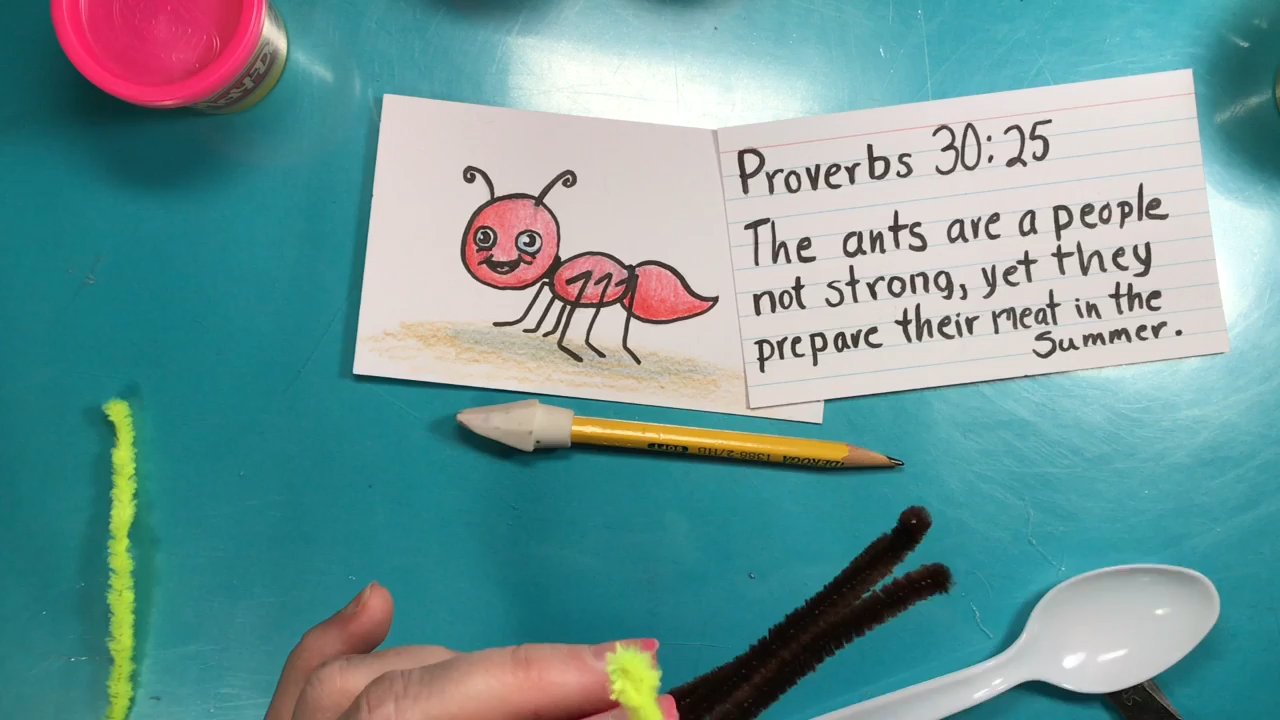 Proverbs 30:25
The ants are a people
not strong, yet they
prepare their meat in the
Summer.